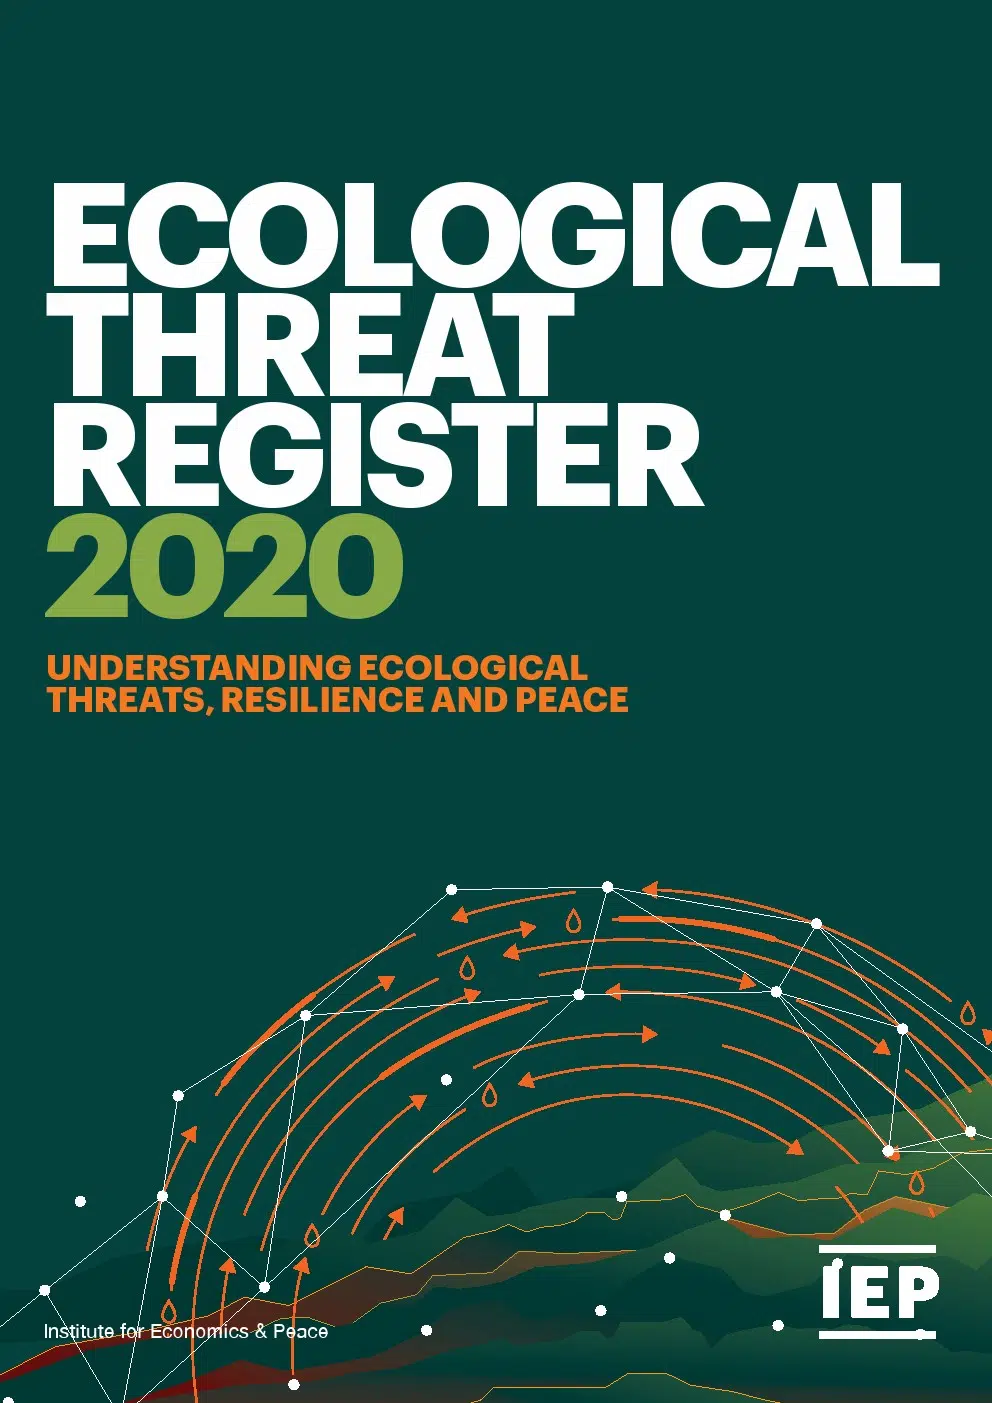 ECOLOGICAL
THREAT
REGISTER
2020
UNDERSTANDING ECOLOGICAL
THREATS, RESILIENCE AND PEACE
IEP
Institute for Economics & Peace